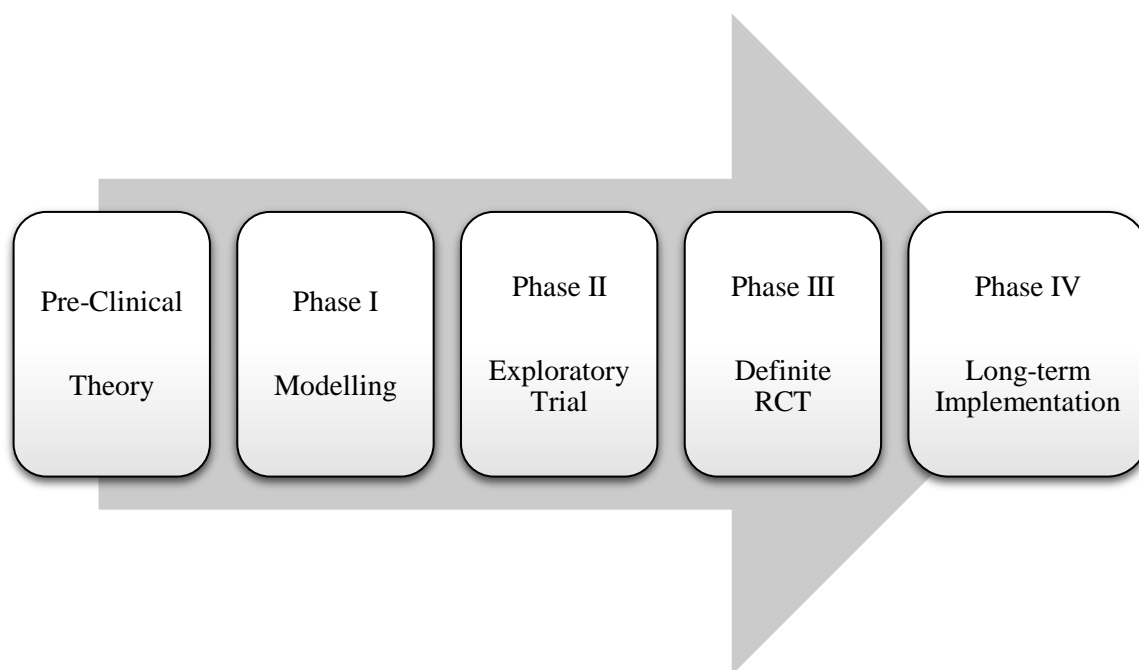 Pre-Clinical
Theory
Phase I
Modelling
Phase II
Exploratory
Trial
Phase III
Definite
RCT
Phase IV
Long-term
Implementation